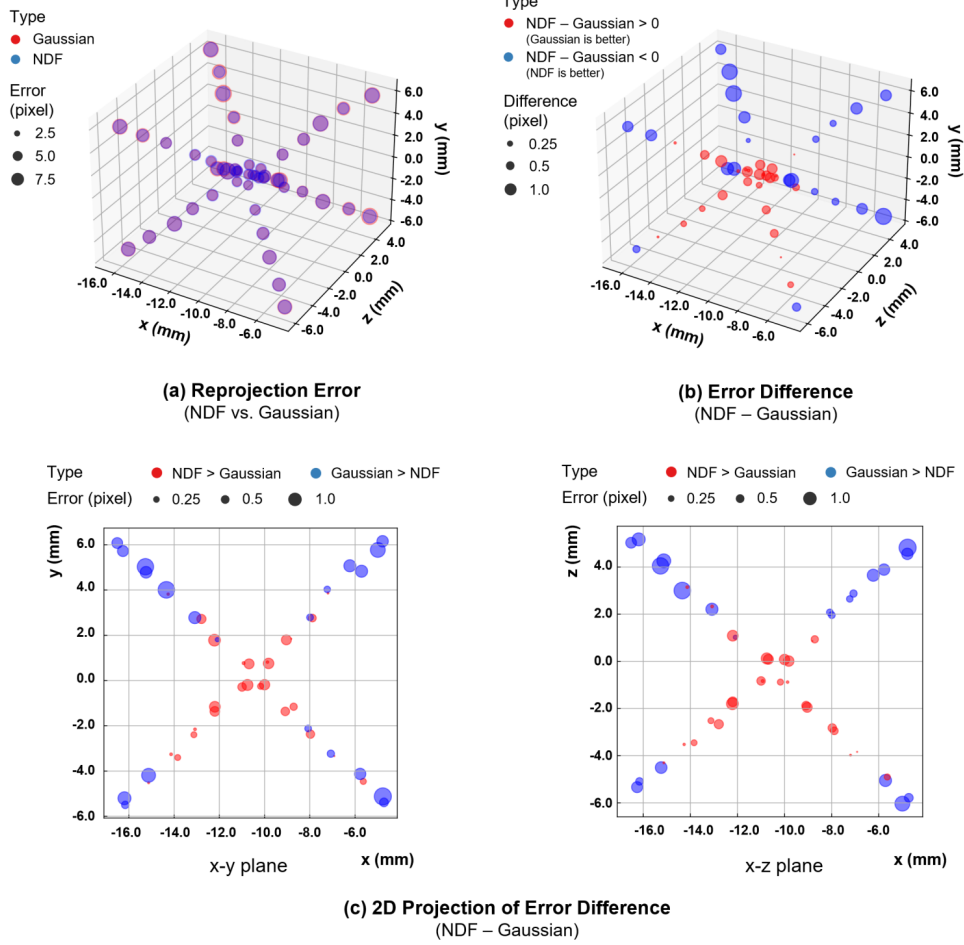 Type
Gaussian
NDF
Error
(pixel)
2.5
5.0
7.5
6.0
4.0
2.0
0.0
-2.0
-4.0
-6.0
y (mm)
-16.0
-14.0
-12.0
-10.0
-8.0
-6.0
x (mm)
4.0
2.0
0.0
-2.0
-4.0
-6.0
z (mm)
(a) Reprojection Error
(NDF vs. Gaussian)
Type
NDF – Gaussian > 0
(Gaussian is better)
NDF – Gaussian < 0
(NDF is better)
Difference
(pixel)
0.25
0.5
1.0
6.0
4.0
2.0
0.0
-2.0
-4.0
-6.0
y (mm)
-16.0
-14.0
-12.0
-10.0
-8.0
-6.0
x (mm)
4.0
2.0
0.0
-2.0
-4.0
-6.0
z (mm)
(b) Error Difference
(NDF – Gaussian)
Type NDF > Gaussian Gaussian > NDF
Error (pixel) 0.25 0.5 1.0
y (mm)
6.0
4.0
2.0
0.0
-2.0
-4.0
-6.0
-16.0 -14.0 -12.0 -10.0 -8.0 -6.0
x-y plane x (mm)
Type NDF > Gaussian Gaussian > NDF
Error (pixel) 0.25 0.5 1.0
z (mm)
4.0
2.0
0.0
-2.0
-4.0
-6.0
-16.0 -14.0 -12.0 -10.0 -8.0 -6.0
x-z plane x (mm)
(c) 2D Projection of Error Difference
(NDF – Gaussian)